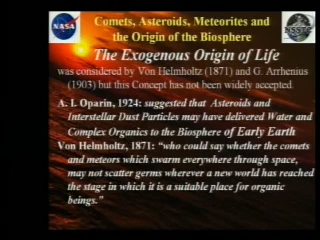 NASA
NSSTC
Comets, Asteroids, Meteorites and
the Origin of the Biosphere
The Exogenous Origin of Life
was considered by Von Helmholtz (1871) and G. Arrhenius
(1903) but this Concept has not been widely accepted.
A. I. Oparin, 1924: suggested that Asteroids and
Interstellar Dust Particles may have delivered Water and
Complex Organics to the Biosphere of Early Earth
Von Helmholtz, 1871: “who could say whether the comets
and meteors which swarm everywhere through space,
may not scatter germs wherever a new world has reached
the stage in which it is a suitable place for organic
beings.”